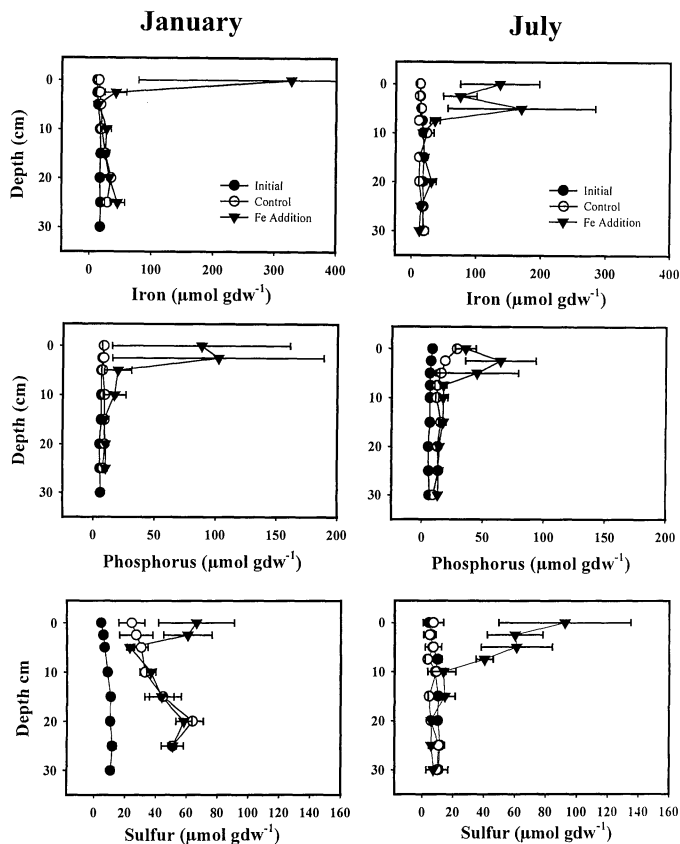 January
July
Depth (cm)
0
10
20
30
Initial
Control
Fe Addition
0 100 200 300 400
Iron (µmol gdw⁻¹)
0
10
20
30
Initial
Control
Fe Addition
0 100 200 300 400
Iron (µmol gdw⁻¹)
Depth (cm)
0
10
20
30
0 50 100 150 200
Phosphorus (µmol gdw⁻¹)
0
10
20
30
0 50 100 150 200
Phosphorus (µmol gdw⁻¹)
Depth cm
0
10
20
30
0 20 40 60 80 100 120 140 160
Sulfur (µmol gdw⁻¹)
0
10
20
30
0 20 40 60 80 100 120 140 160
Sulfur (µmol gdw⁻¹)